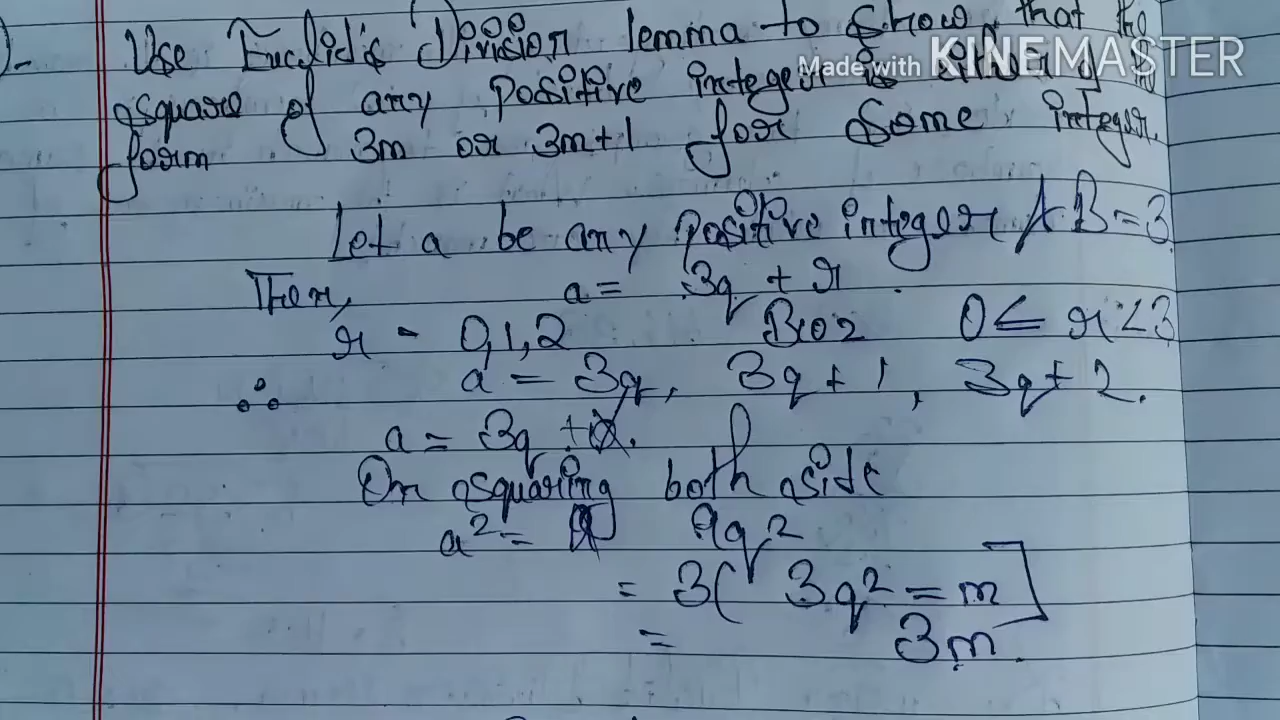 Use Euclid's Division lemma to show that the
square of any positive integer is either of the
form 3m or 3m+1 for some integer.
Made with KINEMASTER
Let a be any positive integer B=3
Then, a = 3q + r
r - 0,1,2 0 ≤ r < 3
∴ a = 3q, 3q + 1, 3q + 2.
a = 3q +
On squaring both side
a² = 9q²
= 3( 3q² = m ]
= 3m.